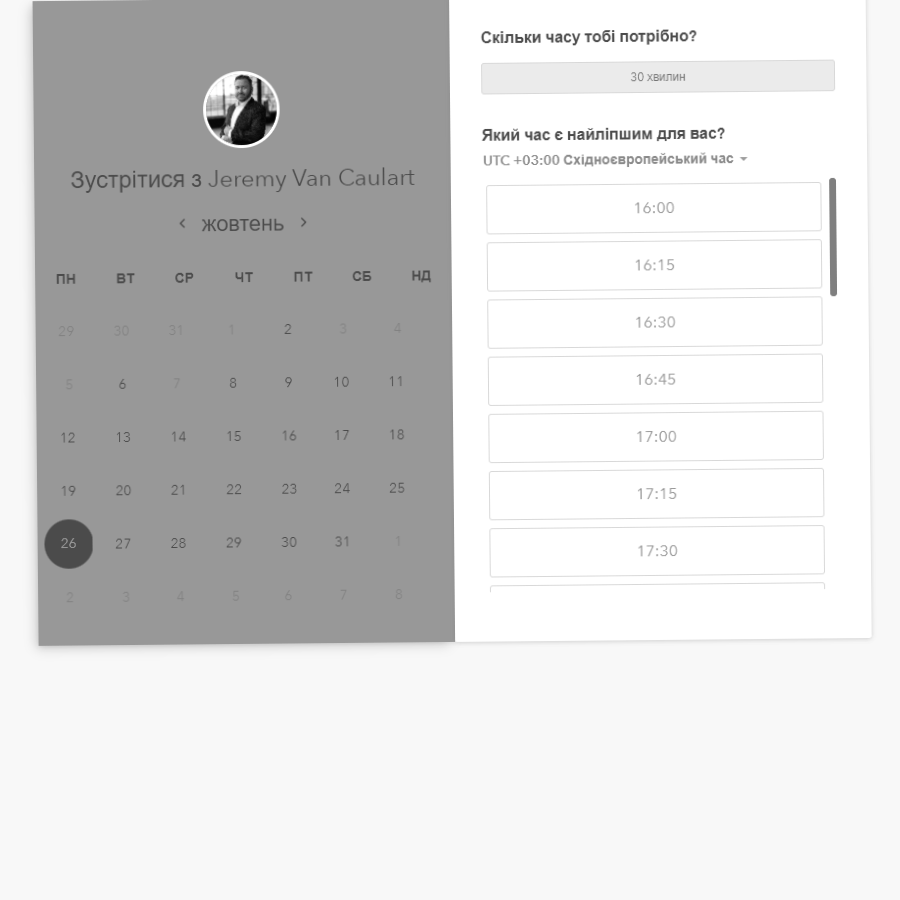 Зустрітися з Jeremy Van Caulart
жовтень
ПН ВТ СР ЧТ ПТ СБ НД
29 30 31 1 2 3 4
5 6 7 8 9 10 11
12 13 14 15 16 17 18
19 20 21 22 23 24 25
26 27 28 29 30 31 1
2 3 4 5 6 7 8
Скільки часу тобі потрібно?
30 хвилин
Який час є найліпшим для вас?
UTC +03:00 Східноєвропейський час
16:00
16:15
16:30
16:45
17:00
17:15
17:30